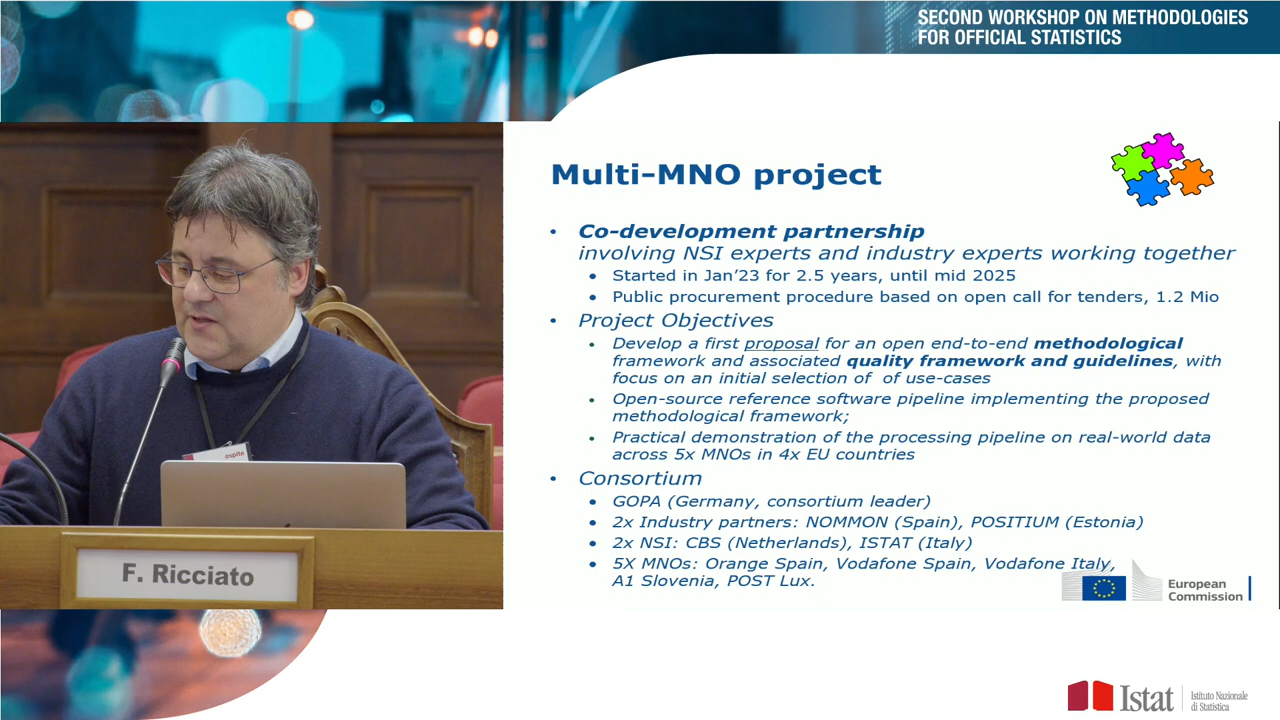 SECOND WORKSHOP ON METHODOLOGIES
FOR OFFICIAL STATISTICS
Multi-MNO project
• Co-development partnership
involving NSI experts and industry experts working together
• Started in Jan’23 for 2.5 years, until mid 2025
• Public procurement procedure based on open call for tenders, 1.2 Mio
• Project Objectives
• Develop a first proposal for an open end-to-end methodological
framework and associated quality framework and guidelines, with
focus on an initial selection of  of use-cases
• Open-source reference software pipeline implementing the proposed
methodological framework;
• Practical demonstration of the processing pipeline on real-world data
across 5x MNOs in 4x EU countries
• Consortium
• GOPA (Germany, consortium leader)
• 2x Industry partners: NOMMON (Spain), POSITIUM (Estonia)
• 2x NSI: CBS (Netherlands), ISTAT (Italy)
• 5X MNOs: Orange Spain, Vodafone Spain, Vodafone Italy,
A1 Slovenia, POST Lux.
European
Commission
ospite
F. Ricciato
Istat
Istituto Nazionale
di Statistica